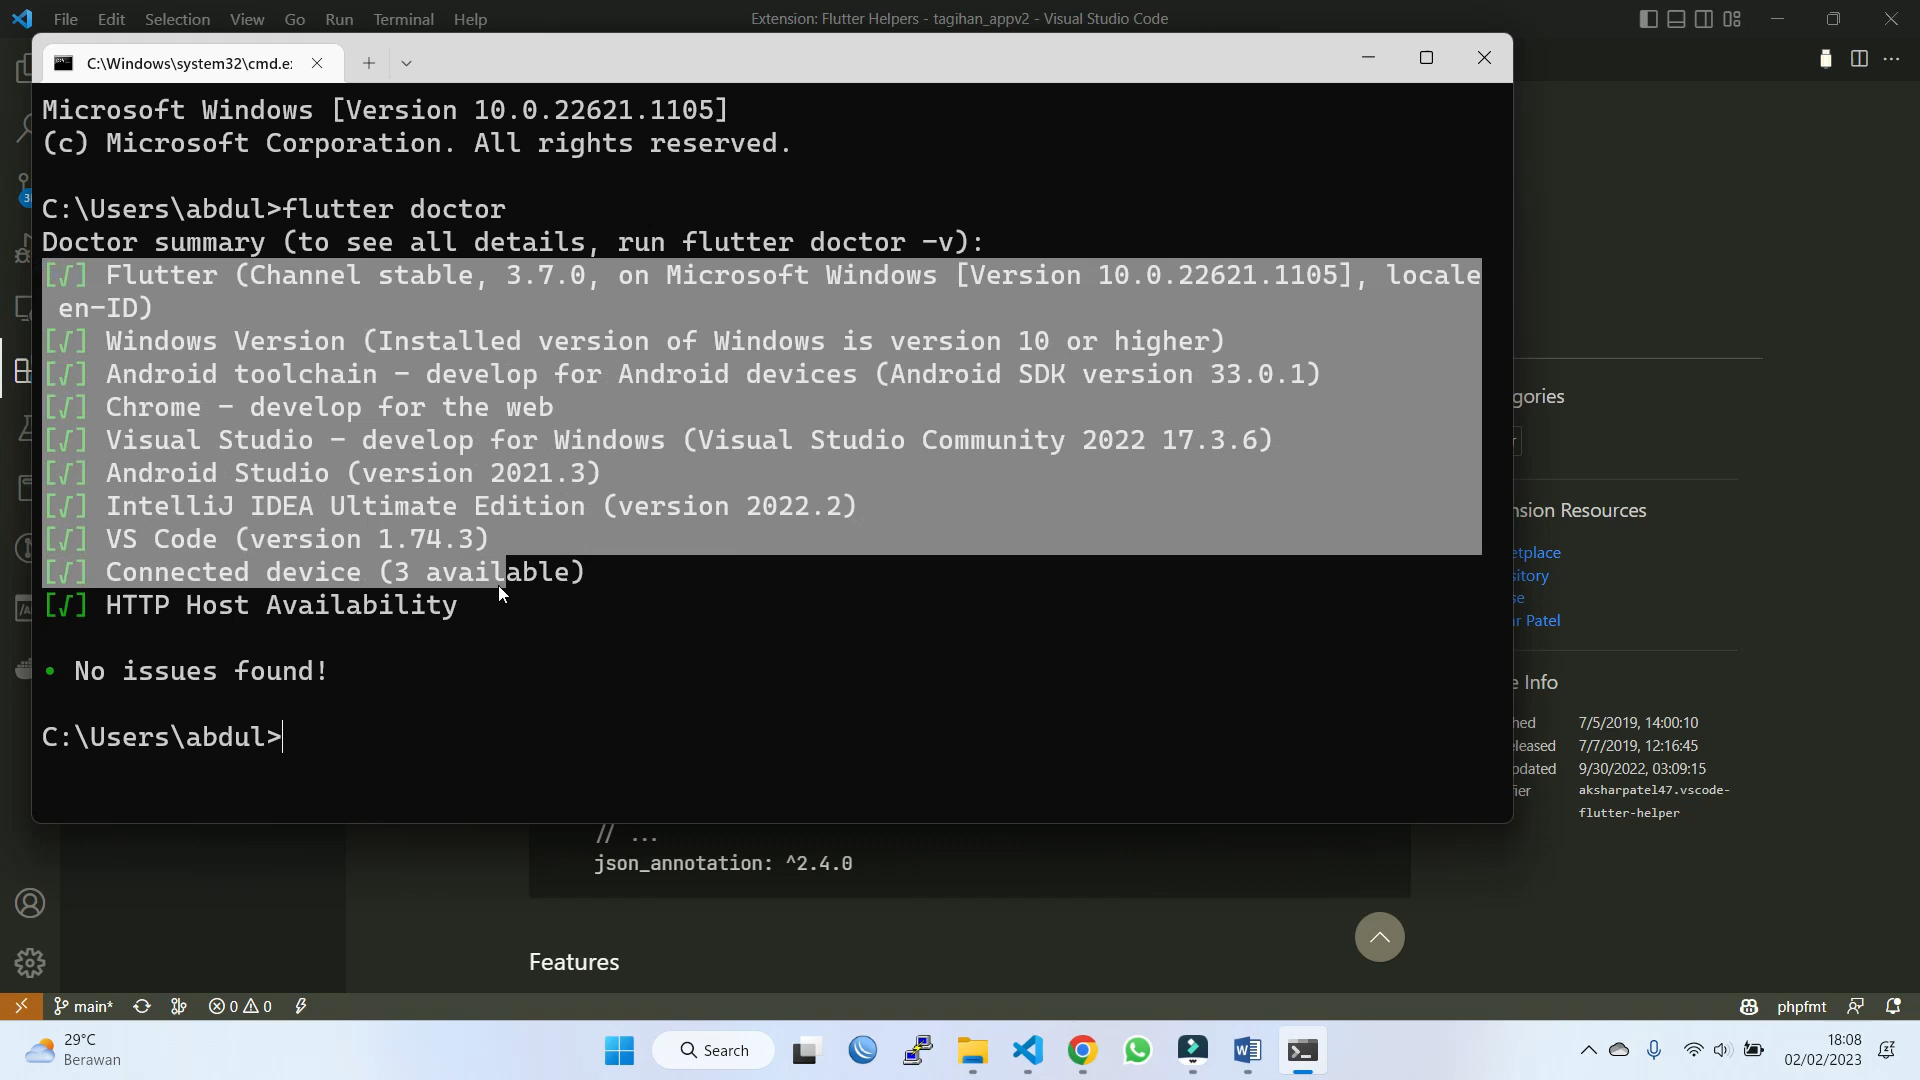 File Edit Selection View Go Run Terminal Help
Extension: Flutter Helpers - tagihan_appv2 - Visual Studio Code
C:\Windows\system32\cmd.e
Microsoft Windows [Version 10.0.22621.1105]
(c) Microsoft Corporation. All rights reserved.
C:\Users\abdul>flutter doctor
Doctor summary (to see all details, run flutter doctor -v):
[√] Flutter (Channel stable, 3.7.0, on Microsoft Windows [Version 10.0.22621.1105], locale
en-ID)
[√] Windows Version (Installed version of Windows is version 10 or higher)
[√] Android toolchain - develop for Android devices (Android SDK version 33.0.1)
[√] Chrome - develop for the web
[√] Visual Studio - develop for Windows (Visual Studio Community 2022 17.3.6)
[√] Android Studio (version 2021.3)
[√] IntelliJ IDEA Ultimate Edition (version 2022.2)
[√] VS Code (version 1.74.3)
[√] Connected device (3 available)
[√] HTTP Host Availability
• No issues found!
C:\Users\abdul>
gories
nsion Resources
etplace
sitory
se
ar Patel
e Info
hed 7/5/2019, 14:00:10
eleased 7/7/2019, 12:16:45
pdated 9/30/2022, 03:09:15
fier aksharpatel47.vscode-
flutter-helper
// ...
json_annotation: ^2.4.0
Features
main* 0 0
phpfmt
29°C
Berawan
Search
18:08
02/02/2023